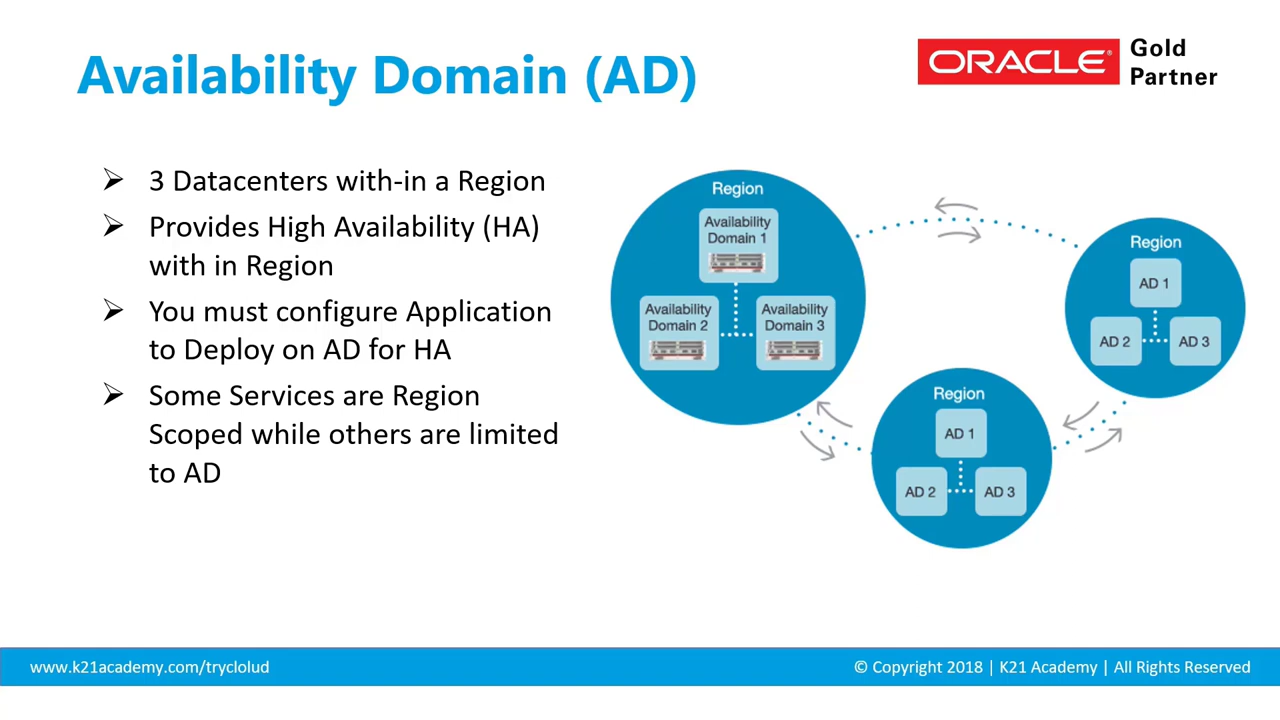 Availability Domain (AD)
ORACLE®
Gold
Partner
➢ 3 Datacenters with-in a Region
➢ Provides High Availability (HA)
with in Region
➢ You must configure Application
to Deploy on AD for HA
➢ Some Services are Region
Scoped while others are limited
to AD
Region
Availability
Domain 1
Availability
Domain 2
Availability
Domain 3
Region
AD 1
AD 2
AD 3
Region
AD 1
AD 2
AD 3
www.k21academy.com/tryclolud
© Copyright 2018 | K21 Academy | All Rights Reserved